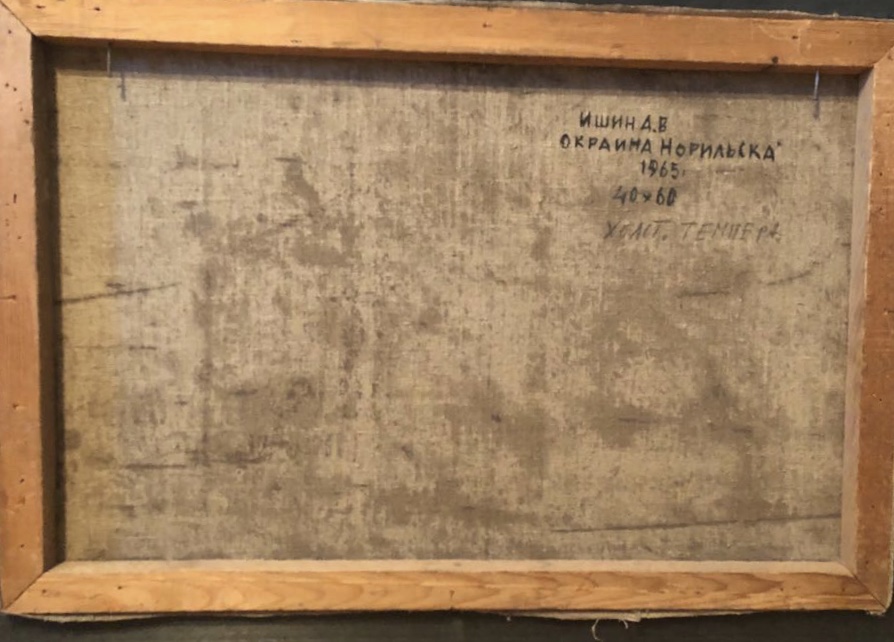 ИШИН А.В
ОКРАИНА НОРИЛЬСКА"
1965.
40×60
ХОЛСТ. ТЕМПЕРА